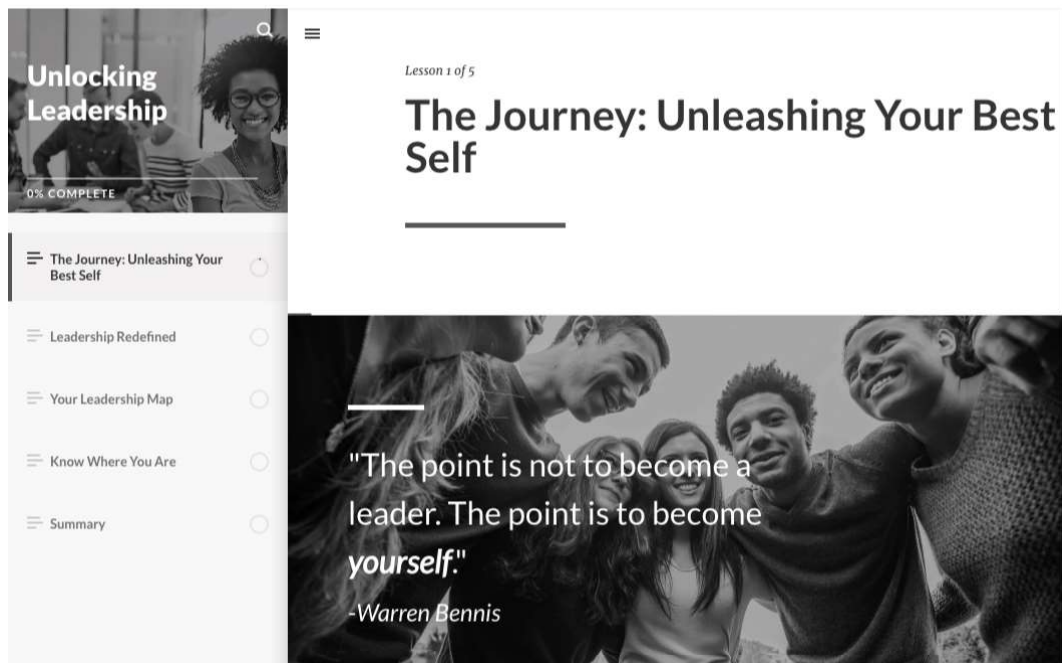 Unlocking
Leadership
0% COMPLETE
The Journey: Unleashing Your
Best Self
Leadership Redefined
Your Leadership Map
Know Where You Are
Summary
Lesson 1 of 5
The Journey: Unleashing Your Best
Self
"The point is not to become a
leader. The point is to become
yourself."
-Warren Bennis